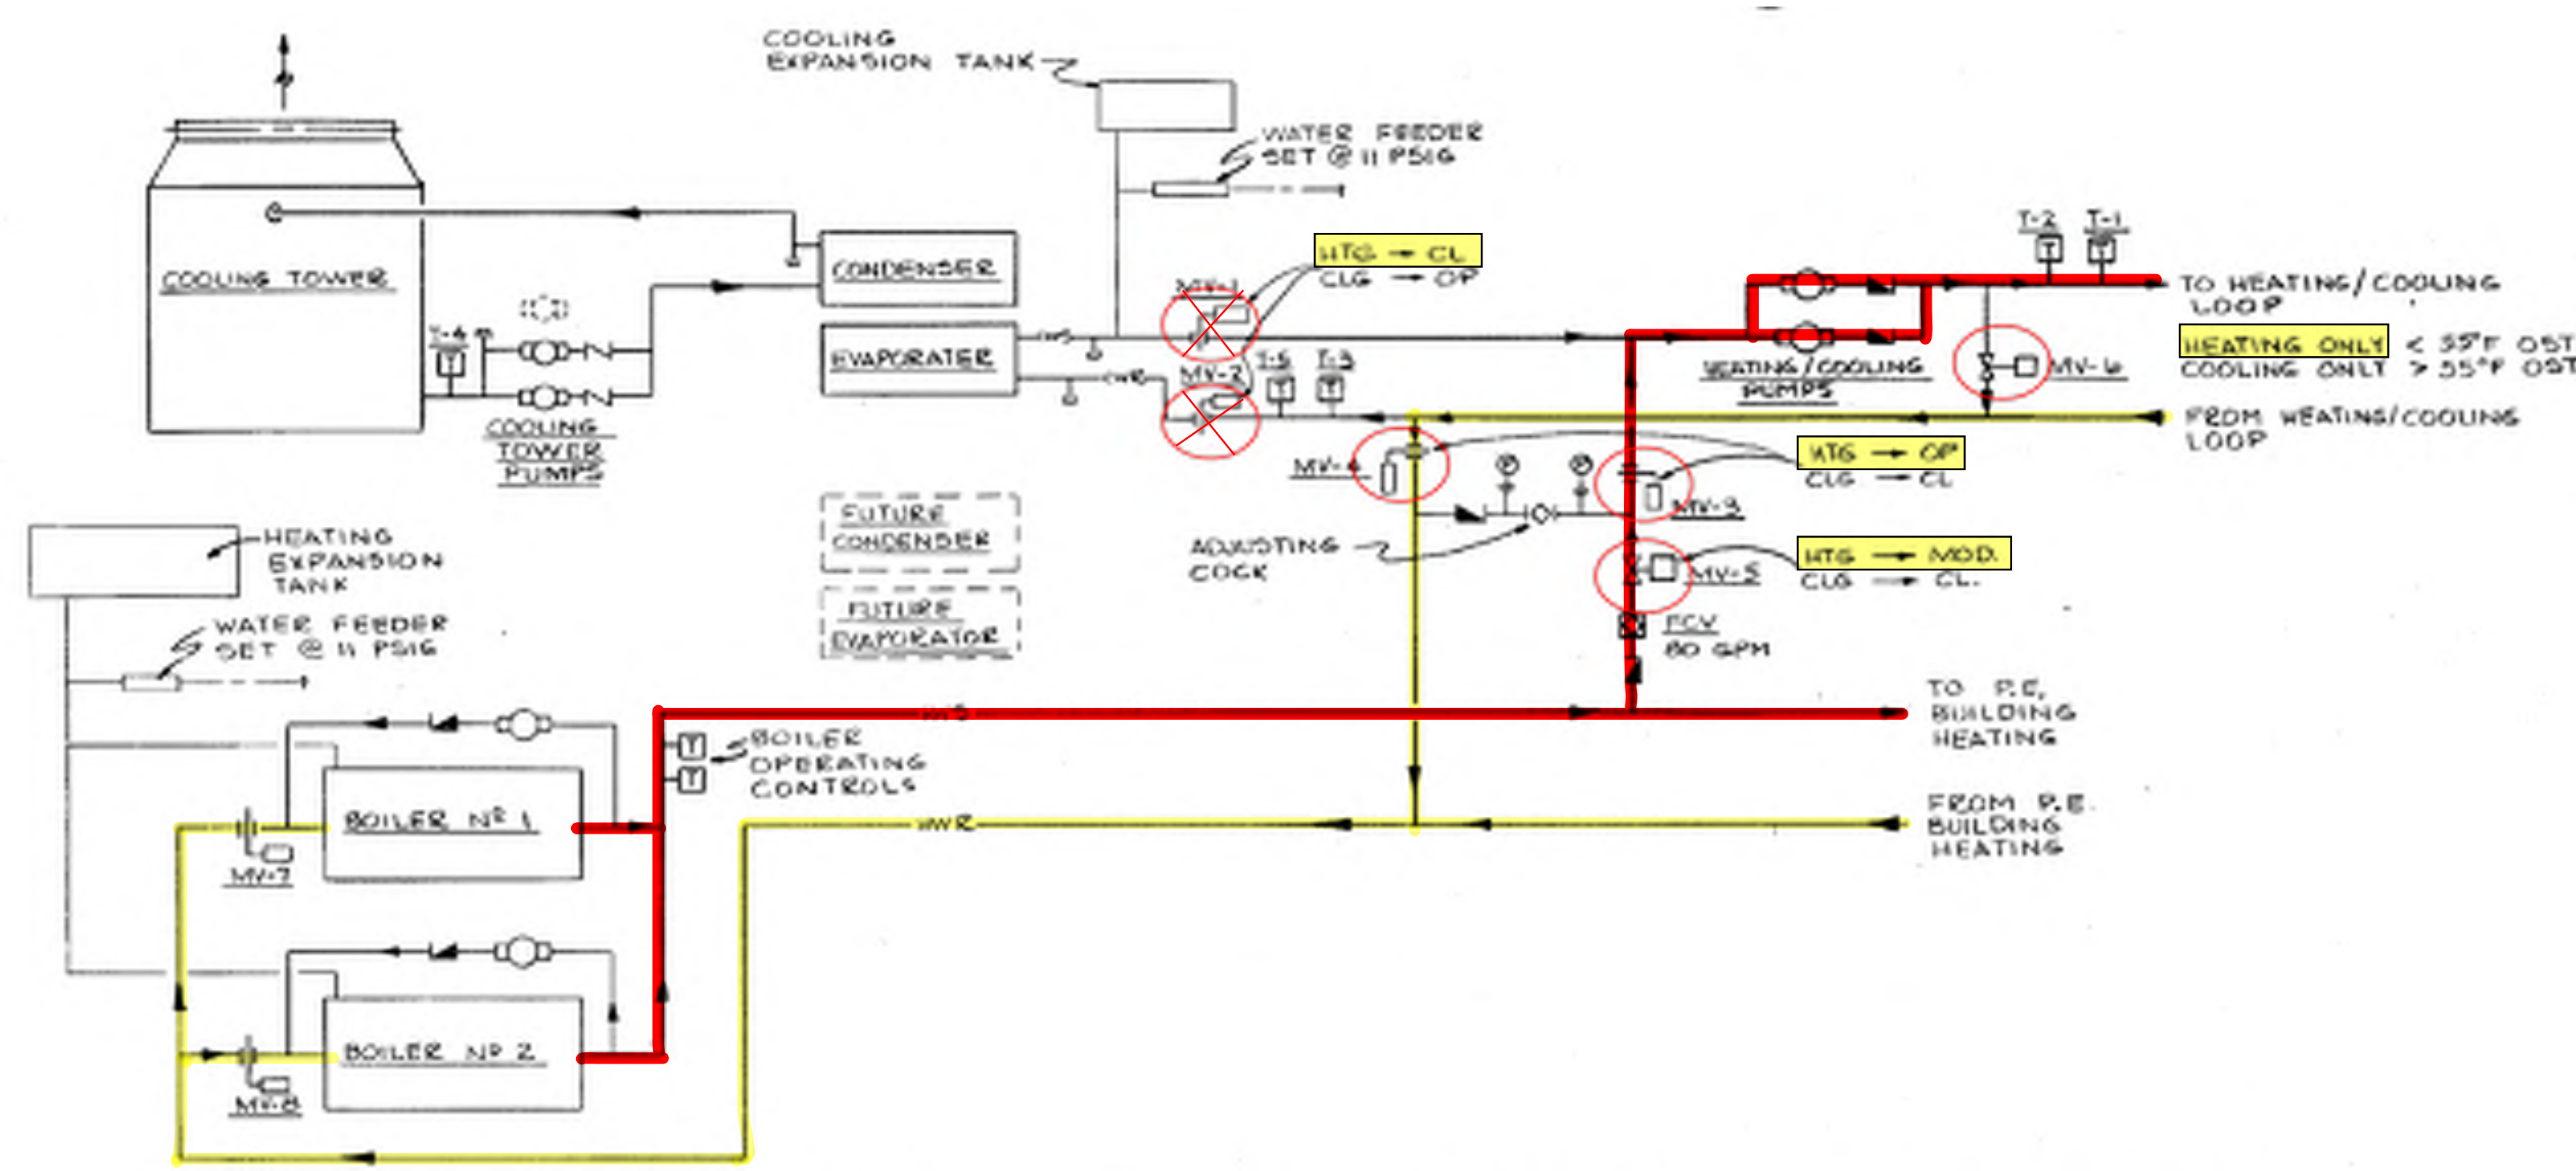 COOLING
EXPANSION TANK
WATER FEEDER
SET @ 11 PSIG
COOLING TOWER
CONDENSER
EVAPORATER
HTG → CL
CLG → OP
MV-1
MV-2
T-5
T-3
T-4
COOLING
TOWER
PUMPS
T-2
T-1
TO HEATING/COOLING
LOOP
HEATING ONLY < 55°F OST
COOLING ONLY > 55°F OST
HEATING/COOLING
PUMPS
MV-6
FROM HEATING/COOLING
LOOP
MV-4
HTG → OP
CLG → CL
MV-3
ADJUSTING
COCK
HTG → MOD.
CLG → CL.
MV-5
FCV
80 GPM
FUTURE
CONDENSER
FUTURE
EVAPORATOR
HEATING
EXPANSION
TANK
WATER FEEDER
SET @ 11 PSIG
HWS
TO P.E.
BUILDING
HEATING
BOILER
OPERATING
CONTROLS
T
T
BOILER Nº 1
MV-7
HWR
FROM P.E.
BUILDING
HEATING
BOILER Nº 2
MV-8